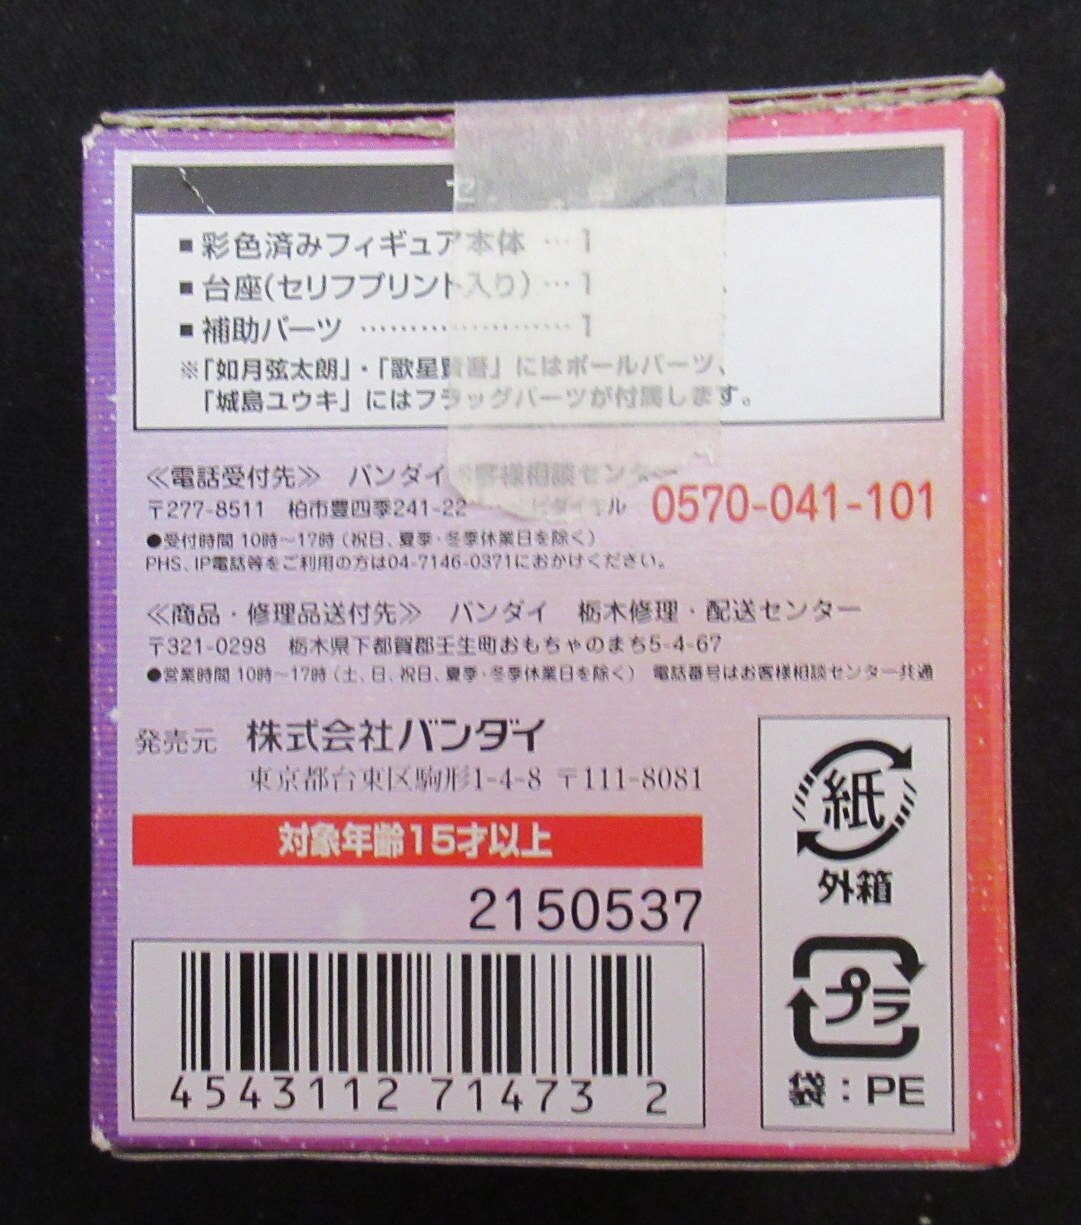 セ
■彩色済みフィギュア本体 …1
■台座(セリフプリント入り) …1
■補助パーツ ……………………1
※「如月弦太朗」・「歌星賢吾」にはポールパーツ、
「城島ユウキ」にはフラッグパーツが付属します。
≪電話受付先≫ バンダイお客様相談センター
〒277-8511 柏市豊四季241-22
0570-041-101
●受付時間 10時～17時(祝日、夏季・冬季休業日を除く)
PHS、IP電話等をご利用の方は04-7146-0371におかけください。
≪商品・修理品送付先≫ バンダイ 栃木修理・配送センター
〒321-0298 栃木県下都賀郡壬生町おもちゃのまち5-4-67
●営業時間 10時～17時(土、日、祝日、夏季・冬季休業日を除く) 電話番号はお客様相談センター共通
発売元 株式会社バンダイ
東京都台東区駒形1-4-8 〒111-8081
対象年齢15才以上
2150537
4543112 71473 2
紙
外箱
プラ
袋:PE